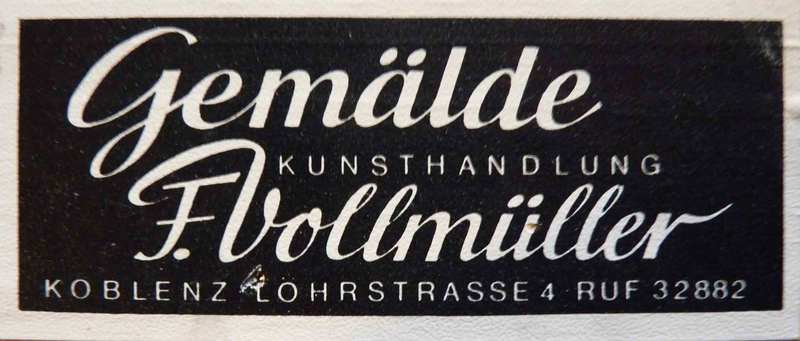 Gemälde
KUNSTHANDLUNG
F. Vollmüller
KOBLENZ LÖHRSTRASSE 4 RUF 32882